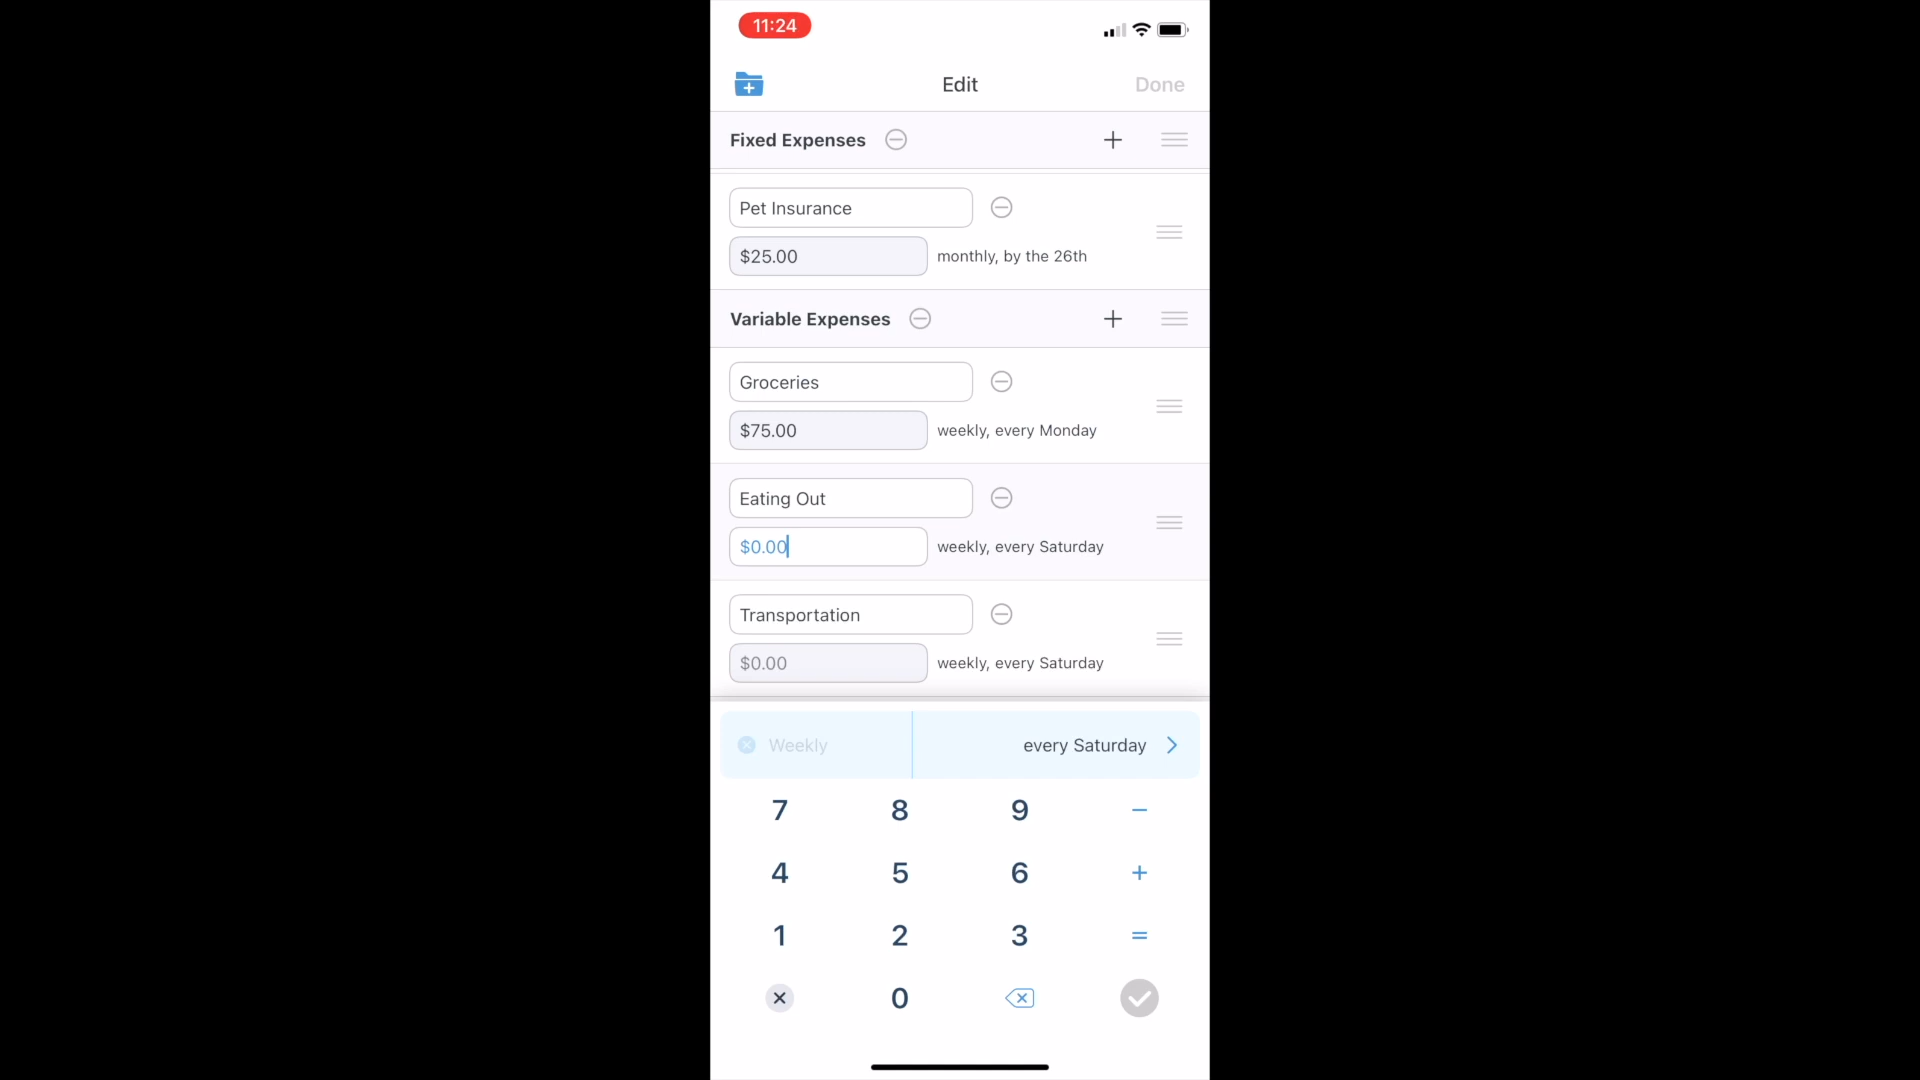 11:24
Edit
Done
Fixed Expenses
Pet Insurance
$25.00 monthly, by the 26th
Variable Expenses
Groceries
$75.00 weekly, every Monday
Eating Out
$0.00 weekly, every Saturday
Transportation
$0.00 weekly, every Saturday
Weekly every Saturday
7 8 9 −
4 5 6 +
1 2 3 =
0